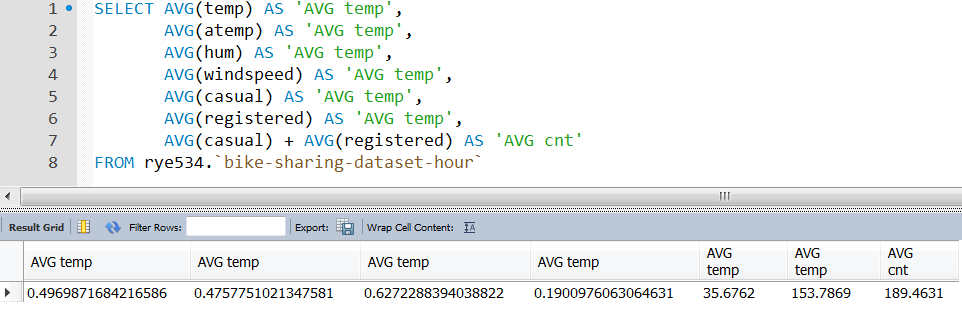 1 SELECT AVG(temp) AS 'AVG temp',
2 AVG(atemp) AS 'AVG temp',
3 AVG(hum) AS 'AVG temp',
4 AVG(windspeed) AS 'AVG temp',
5 AVG(casual) AS 'AVG temp',
6 AVG(registered) AS 'AVG temp',
7 AVG(casual) + AVG(registered) AS 'AVG cnt'
8 FROM rye534.`bike-sharing-dataset-hour`
Result Grid Filter Rows: Export: Wrap Cell Content: IA
AVG temp AVG temp AVG temp AVG temp AVG temp AVG temp AVG cnt
0.4969871684216586 0.4757751021347581 0.6272288394038822 0.1900976063064631 35.6762 153.7869 189.4631